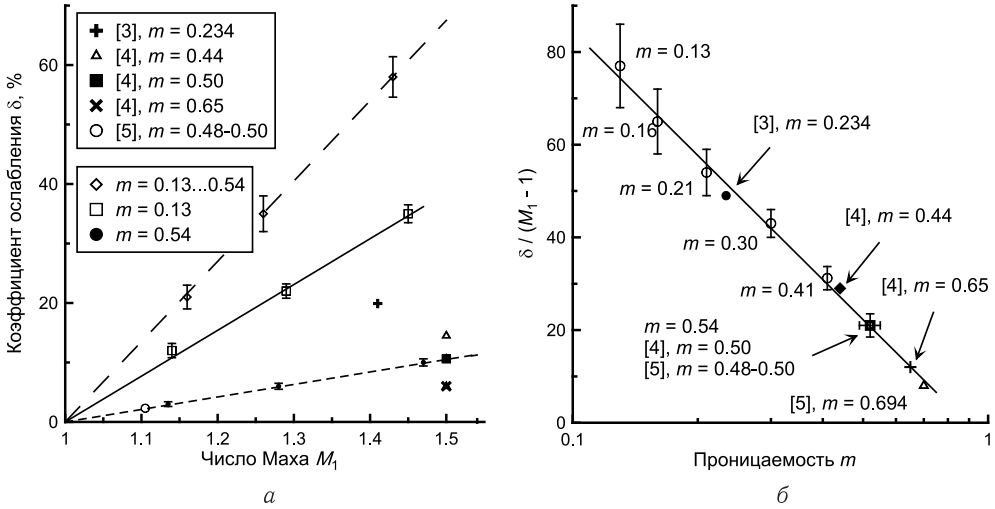 Коэффициент ослабления δ, %
60
40
20
0
[3], m = 0.234
[4], m = 0.44
[4], m = 0.50
[4], m = 0.65
[5], m = 0.48-0.50
m = 0.13...0.54
m = 0.13
m = 0.54
1 1.1 1.2 1.3 1.4 1.5
Число Маха M₁
а
δ / (M₁ - 1)
80
60
40
20
0
m = 0.13
m = 0.16
[3], m = 0.234
m = 0.21
[4], m = 0.44
m = 0.30
[4], m = 0.65
m = 0.41
m = 0.54
[4], m = 0.50
[5], m = 0.48-0.50
[5], m = 0.694
0.1 1
Проницаемость m
б